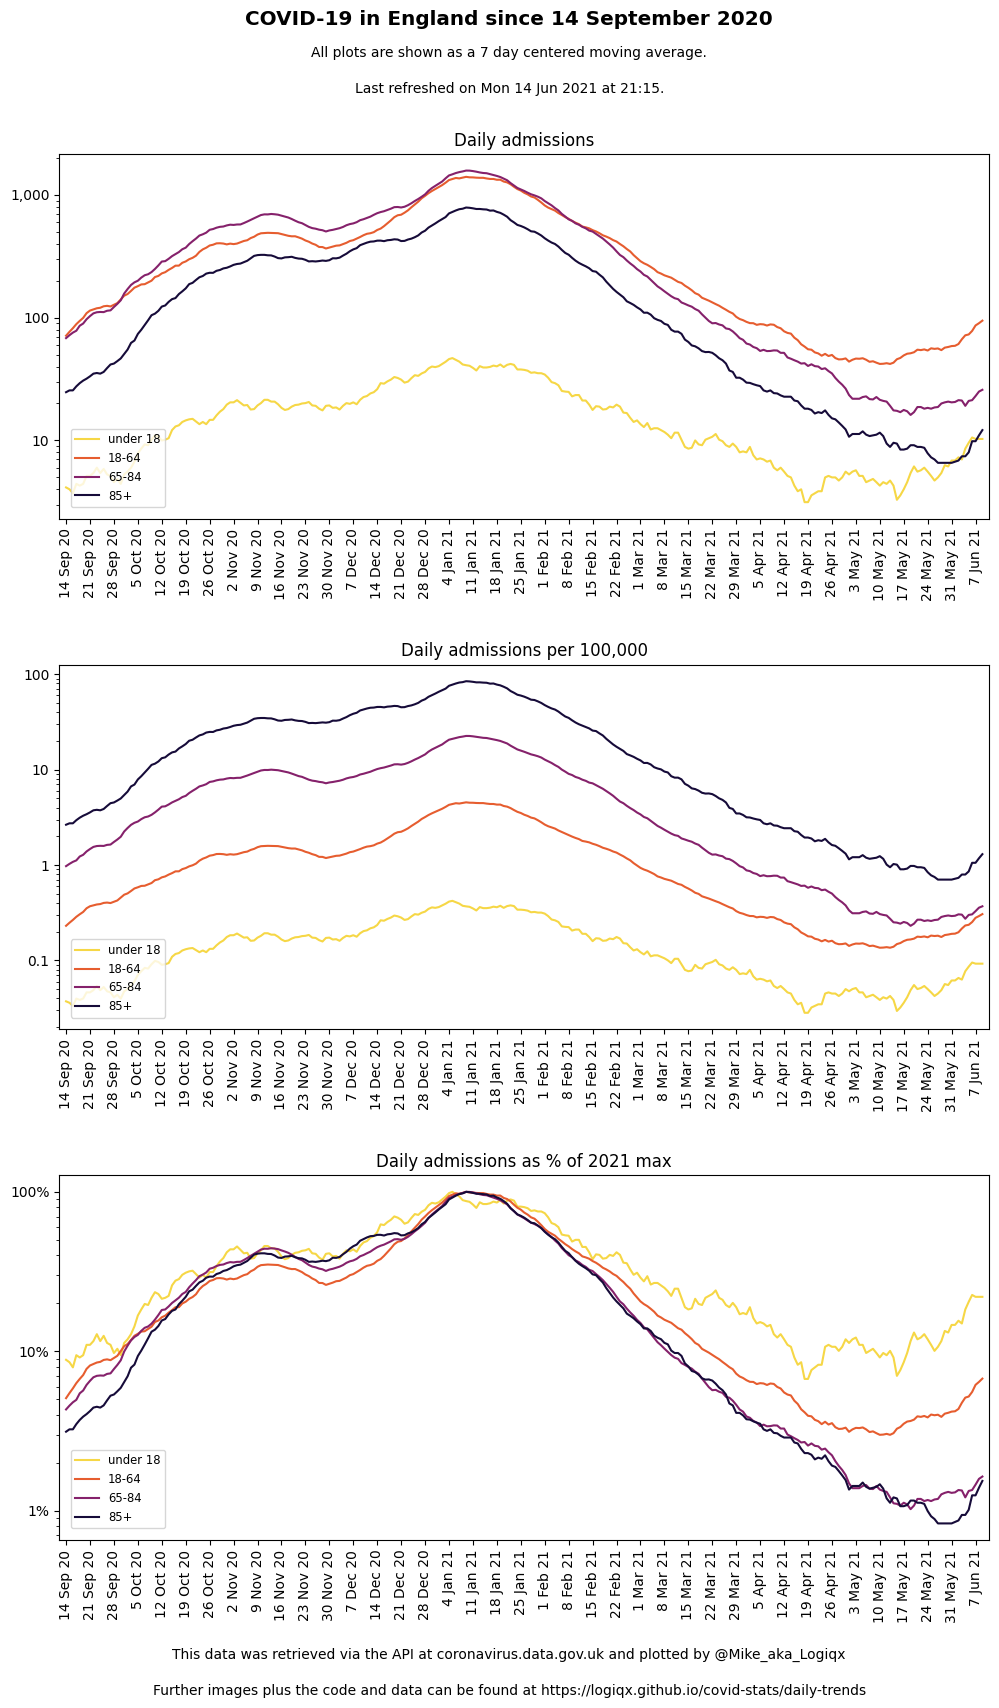 COVID-19 in England since 14 September 2020
All plots are shown as a 7 day centered moving average.
Last refreshed on Mon 14 Jun 2021 at 21:15.
Daily admissions
1,000
100
10
under 18
18-64
65-84
85+
14 Sep 20
21 Sep 20
28 Sep 20
5 Oct 20
12 Oct 20
19 Oct 20
26 Oct 20
2 Nov 20
9 Nov 20
16 Nov 20
23 Nov 20
30 Nov 20
7 Dec 20
14 Dec 20
21 Dec 20
28 Dec 20
4 Jan 21
11 Jan 21
18 Jan 21
25 Jan 21
1 Feb 21
8 Feb 21
15 Feb 21
22 Feb 21
1 Mar 21
8 Mar 21
15 Mar 21
22 Mar 21
29 Mar 21
5 Apr 21
12 Apr 21
19 Apr 21
26 Apr 21
3 May 21
10 May 21
17 May 21
24 May 21
31 May 21
7 Jun 21
Daily admissions per 100,000
100
10
1
0.1
under 18
18-64
65-84
85+
14 Sep 20
21 Sep 20
28 Sep 20
5 Oct 20
12 Oct 20
19 Oct 20
26 Oct 20
2 Nov 20
9 Nov 20
16 Nov 20
23 Nov 20
30 Nov 20
7 Dec 20
14 Dec 20
21 Dec 20
28 Dec 20
4 Jan 21
11 Jan 21
18 Jan 21
25 Jan 21
1 Feb 21
8 Feb 21
15 Feb 21
22 Feb 21
1 Mar 21
8 Mar 21
15 Mar 21
22 Mar 21
29 Mar 21
5 Apr 21
12 Apr 21
19 Apr 21
26 Apr 21
3 May 21
10 May 21
17 May 21
24 May 21
31 May 21
7 Jun 21
Daily admissions as % of 2021 max
100%
10%
1%
under 18
18-64
65-84
85+
14 Sep 20
21 Sep 20
28 Sep 20
5 Oct 20
12 Oct 20
19 Oct 20
26 Oct 20
2 Nov 20
9 Nov 20
16 Nov 20
23 Nov 20
30 Nov 20
7 Dec 20
14 Dec 20
21 Dec 20
28 Dec 20
4 Jan 21
11 Jan 21
18 Jan 21
25 Jan 21
1 Feb 21
8 Feb 21
15 Feb 21
22 Feb 21
1 Mar 21
8 Mar 21
15 Mar 21
22 Mar 21
29 Mar 21
5 Apr 21
12 Apr 21
19 Apr 21
26 Apr 21
3 May 21
10 May 21
17 May 21
24 May 21
31 May 21
7 Jun 21
This data was retrieved via the API at coronavirus.data.gov.uk and plotted by @Mike_aka_Logiqx
Further images plus the code and data can be found at https://logiqx.github.io/covid-stats/daily-trends